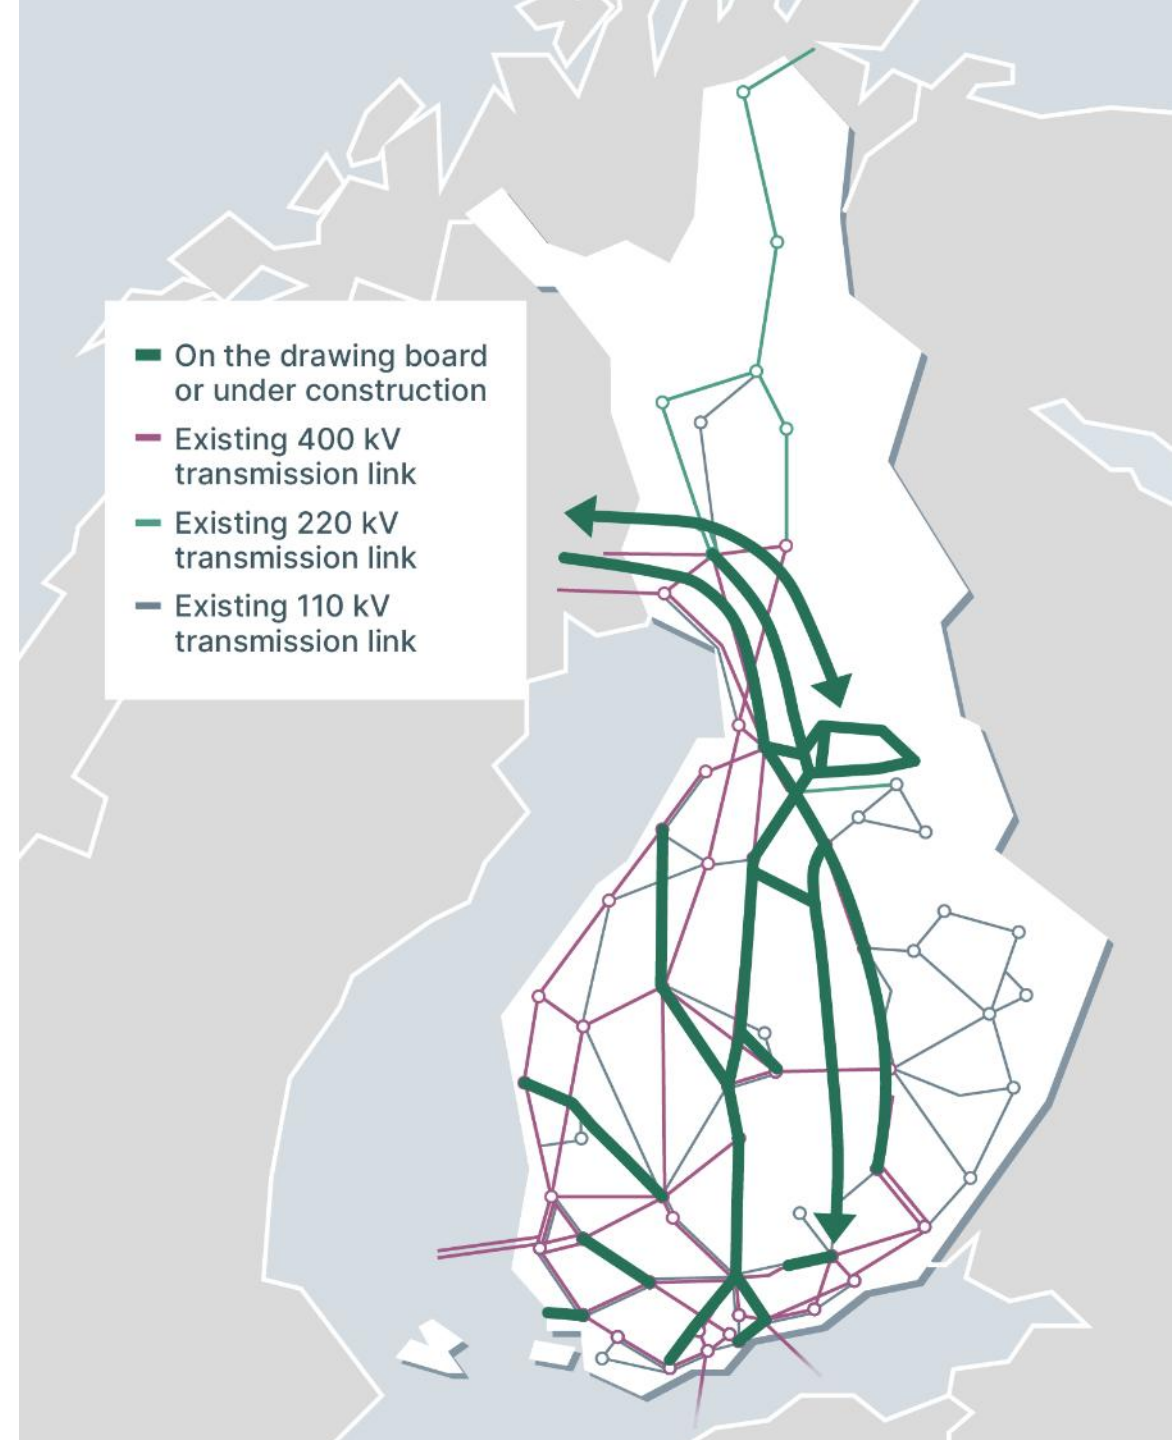 On the drawing board
or under construction
Existing 400 kV
transmission link
Existing 220 kV
transmission link
Existing 110 kV
transmission link